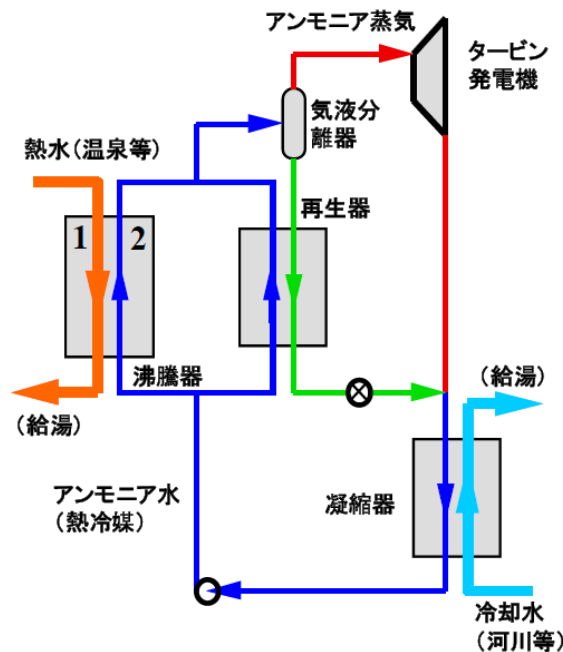 アンモニア蒸気
タービン
発電機
気液分
離器
熱水(温泉等)
再生器
1 2
沸騰器
(給湯)
(給湯)
アンモニア水
(熱冷媒)
凝縮器
冷却水
(河川等)